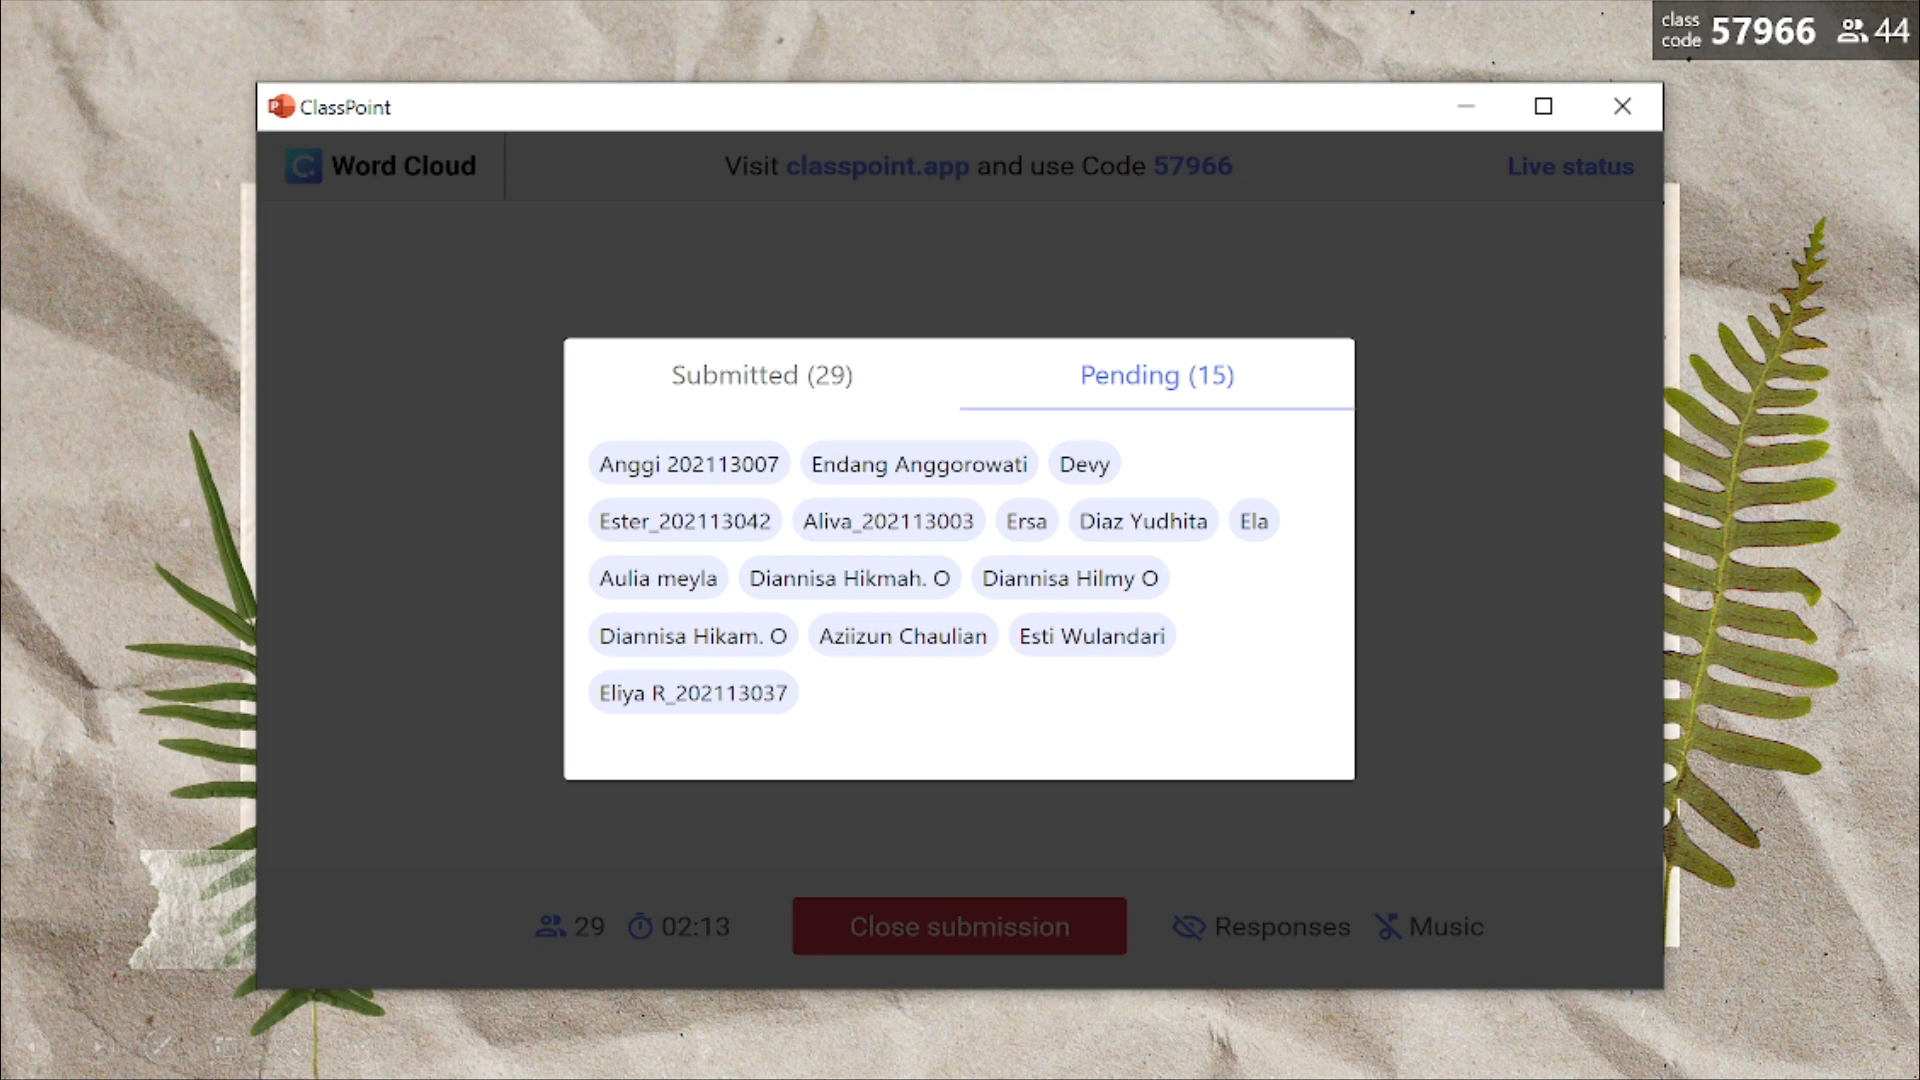 class code 57966 44
ClassPoint
Word Cloud Visit classpoint.app and use Code 57966 Live status
Submitted (29) Pending (15)
Anggi 202113007 Endang Anggorowati Devy
Ester_202113042 Aliva_202113003 Ersa Diaz Yudhita Ela
Aulia meyla Diannisa Hikmah. O Diannisa Hilmy O
Diannisa Hikam. O Aziizun Chaulian Esti Wulandari
Eliya R_202113037
29 02:13 Close submission Responses Music